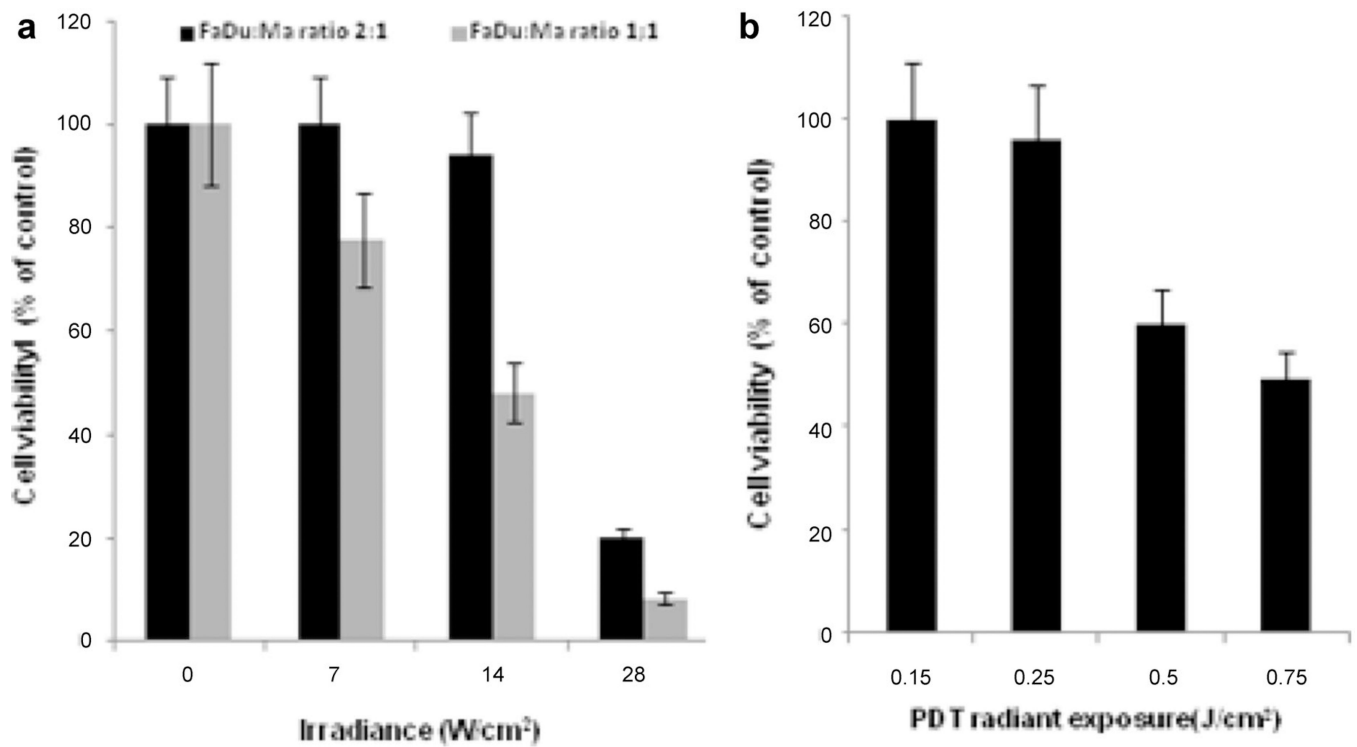 a
120
100
80
60
40
20
0
Cell viabilityl (% of control)
FaDu:Ma ratio 2:1
FaDu:Ma ratio 1;1
0 7 14 28
Irradiance (W/cm²)
b
120
100
80
60
40
20
0
Cell viability (% of control)
0.15 0.25 0.5 0.75
PDT radiant exposure(J/cm²)